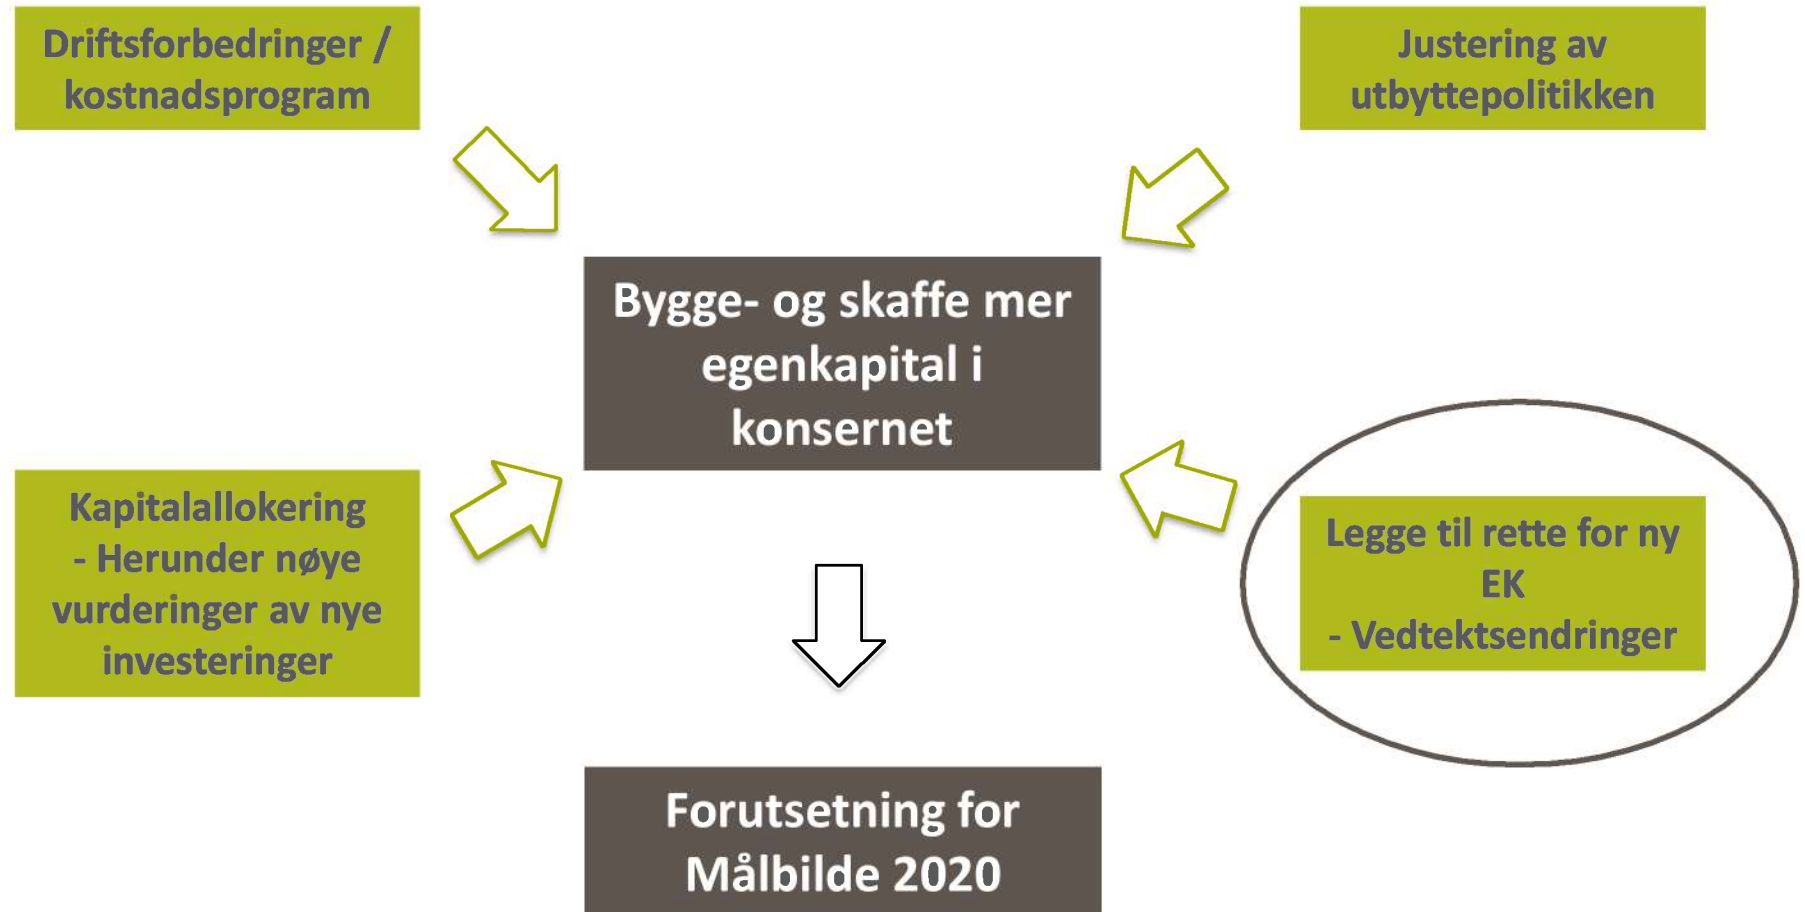 Driftsforbedringer /
kostnadsprogram
Justering av
utbyttepolitikken
Bygge- og skaffe mer
egenkapital i
konsernet
Kapitalallokering
- Herunder nøye
vurderinger av nye
investeringer
Legge til rette for ny
EK
- Vedtektsendringer
Forutsetning for
Målbilde 2020